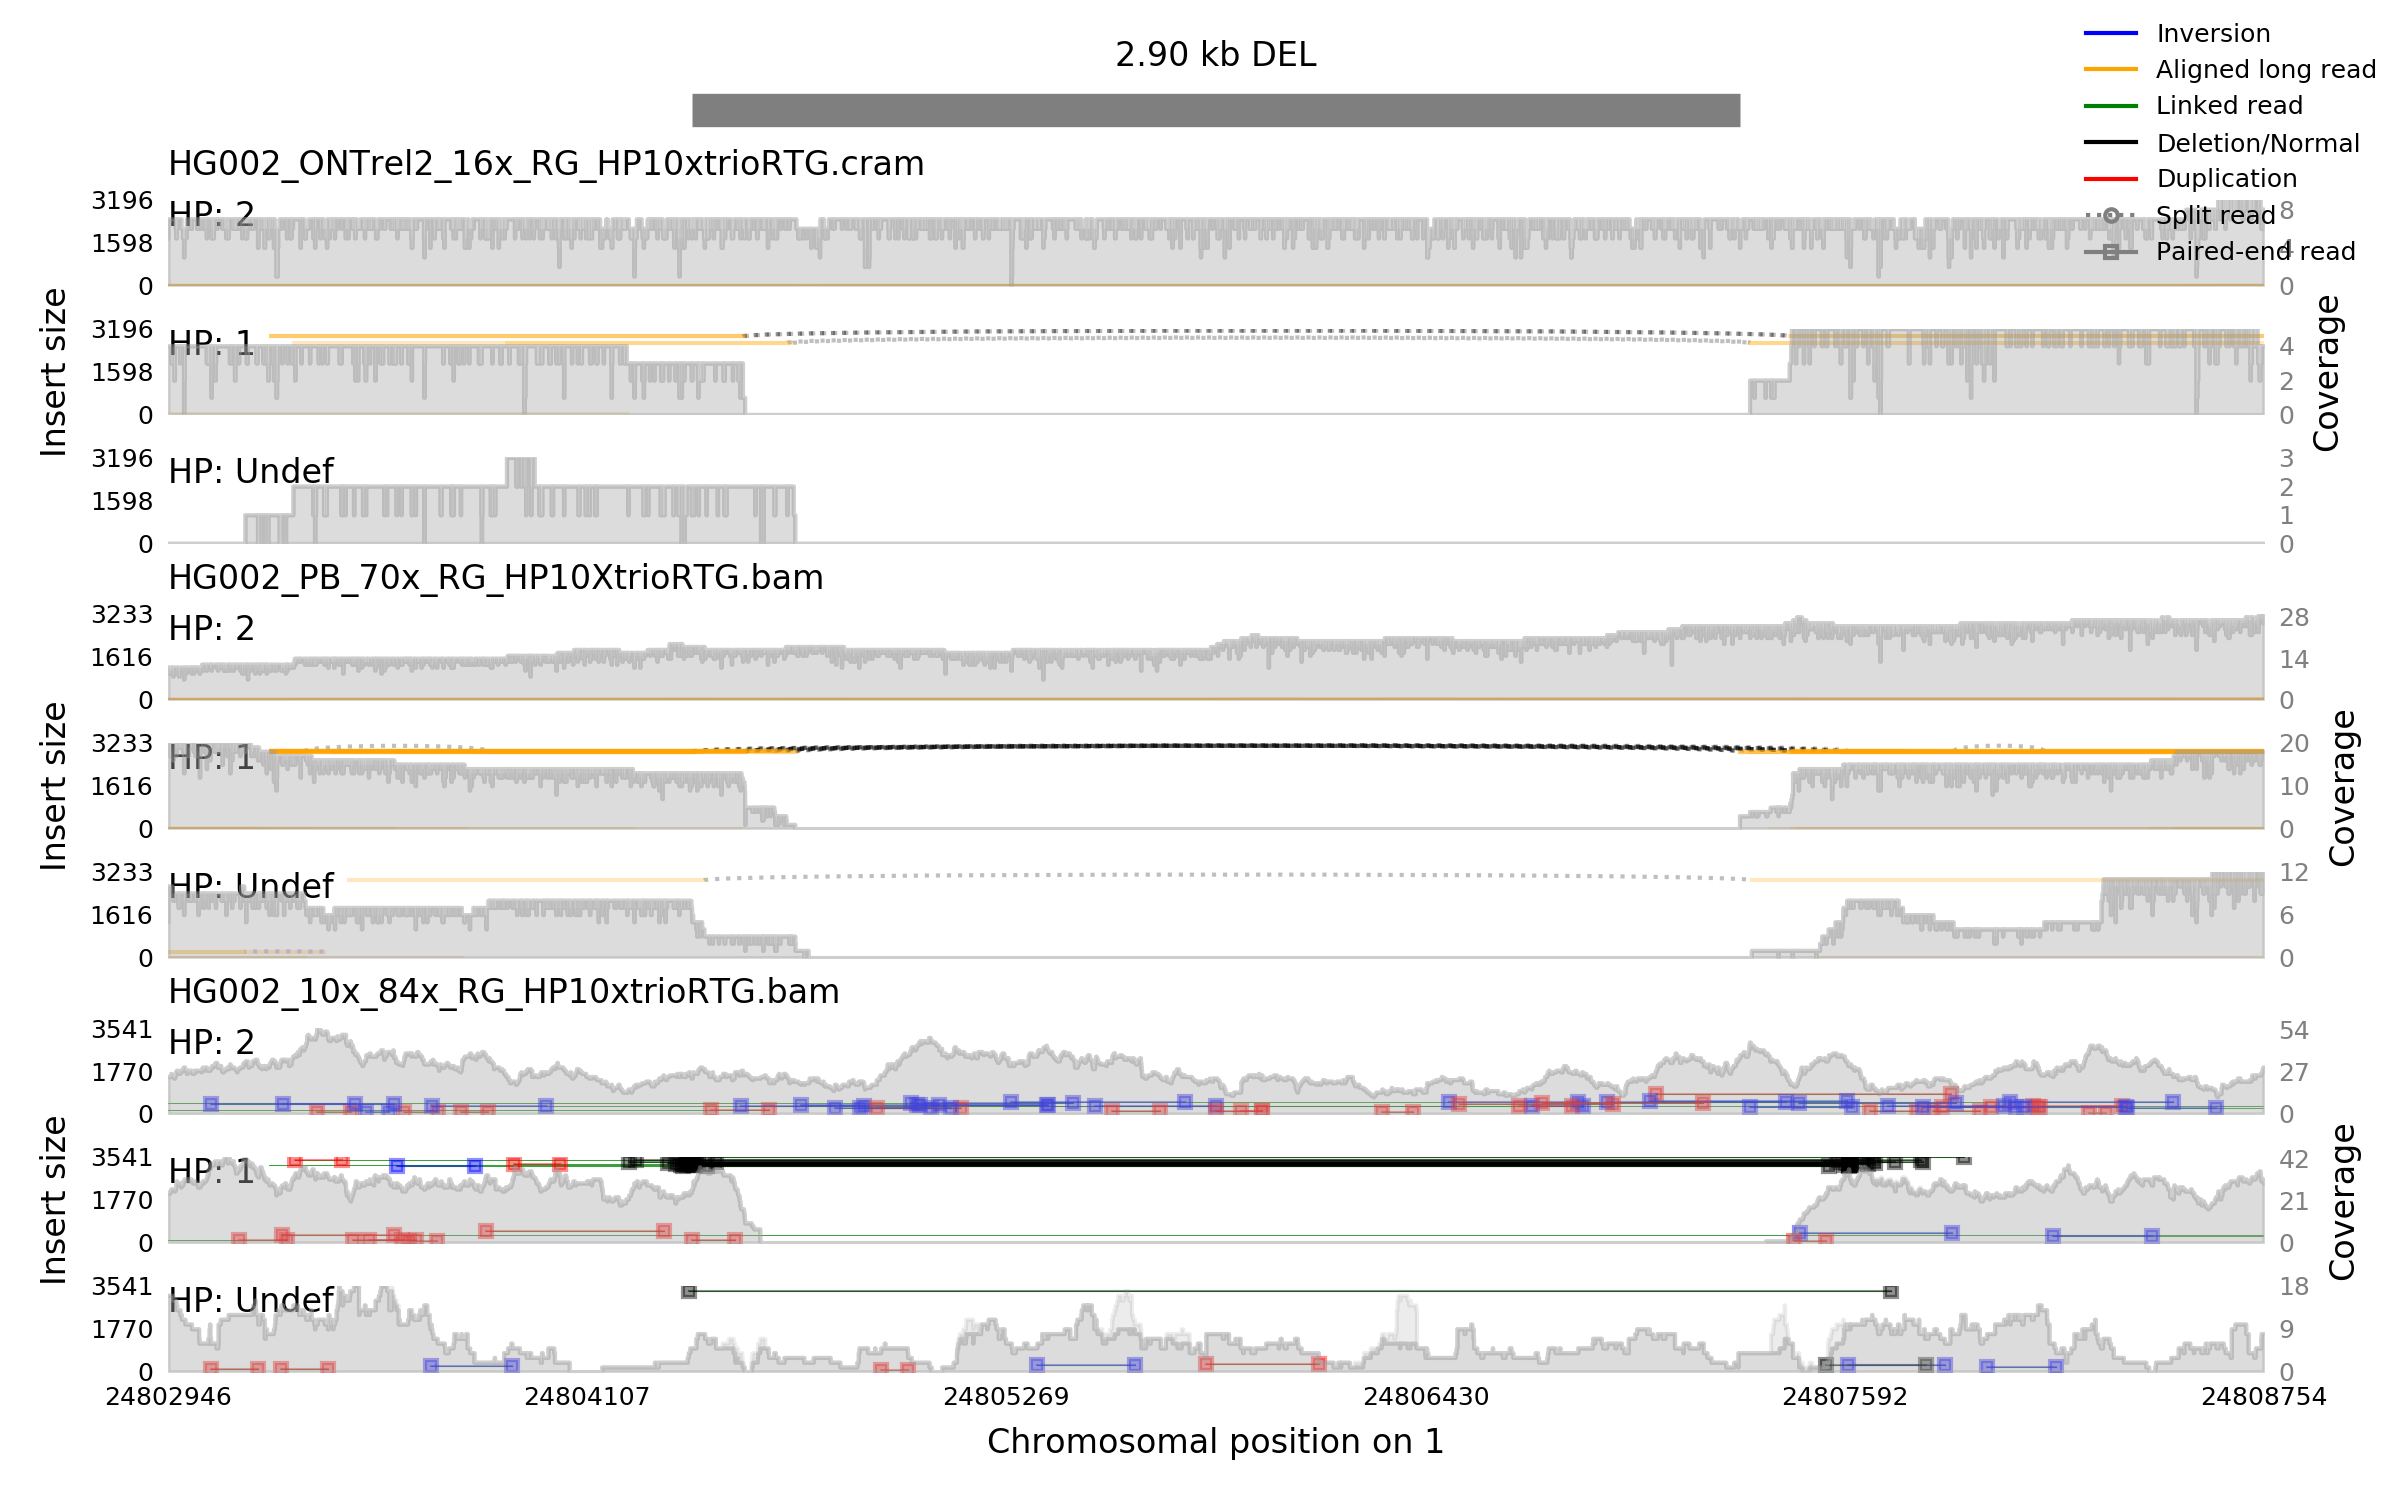 2.90 kb DEL
Inversion
Aligned long read
Linked read
Deletion/Normal
Duplication
Split read
Paired-end read
HG002_ONTrel2_16x_RG_HP10xtrioRTG.cram
HP: 2
3196
1598
0
8
4
0
HP: 1
3196
1598
0
4
2
0
HP: Undef
3196
1598
0
3
2
1
0
Insert size
Coverage
HG002_PB_70x_RG_HP10XtrioRTG.bam
HP: 2
3233
1616
0
28
14
0
HP: 1
3233
1616
0
20
10
0
HP: Undef
3233
1616
0
12
6
0
Insert size
Coverage
HG002_10x_84x_RG_HP10xtrioRTG.bam
HP: 2
3541
1770
0
54
27
0
HP: 1
3541
1770
0
42
21
0
HP: Undef
3541
1770
0
18
9
0
Insert size
Coverage
24802946 24804107 24805269 24806430 24807592 24808754
Chromosomal position on 1